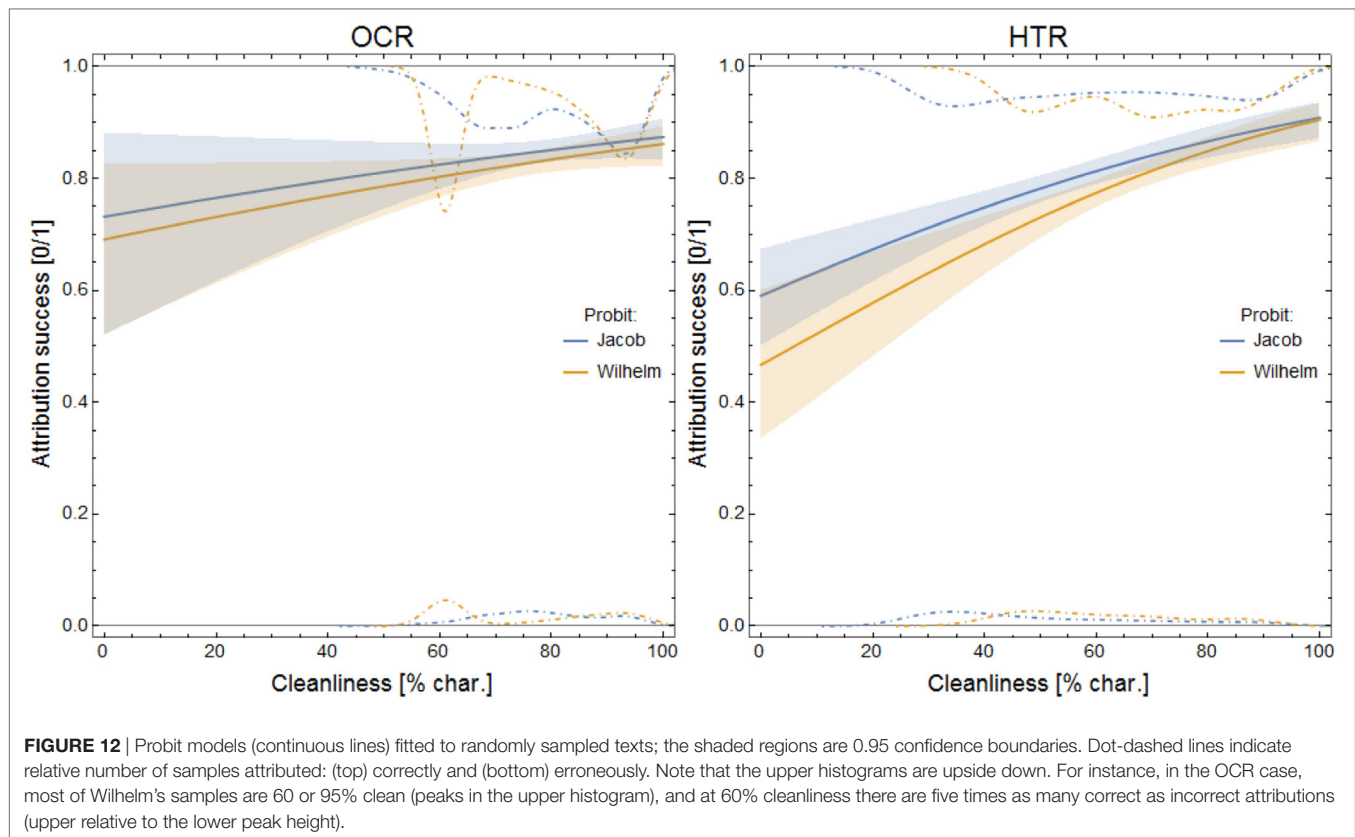 OCR
HTR
1.0
0.8
0.6
0.4
0.2
0.0
Attribution success [0/1]
Probit:
Jacob
Wilhelm
0 20 40 60 80 100
Cleanliness [% char.]
1.0
0.8
0.6
0.4
0.2
0.0
Attribution success [0/1]
Probit:
Jacob
Wilhelm
0 20 40 60 80 100
Cleanliness [% char.]
FIGURE 12 | Probit models (continuous lines) fitted to randomly sampled texts; the shaded regions are 0.95 confidence boundaries. Dot-dashed lines indicate
relative number of samples attributed: (top) correctly and (bottom) erroneously. Note that the upper histograms are upside down. For instance, in the OCR case,
most of Wilhelm's samples are 60 or 95% clean (peaks in the upper histogram), and at 60% cleanliness there are five times as many correct as incorrect attributions
(upper relative to the lower peak height).